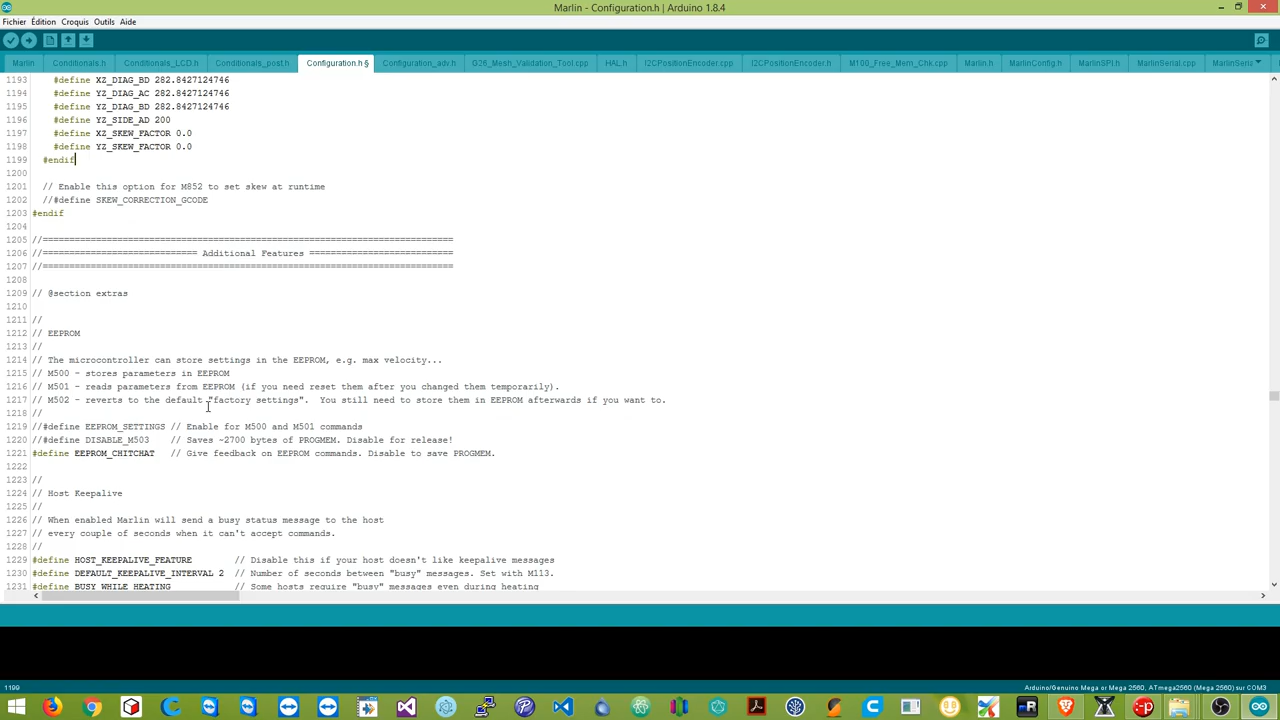 Marlin - Configuration.h | Arduino 1.8.4
Fichier Édition Croquis Outils Aide
Marlin Conditionals.h Conditionals_LCD.h Conditionals_post.h Configuration.h § Configuration_adv.h G26_Mesh_Validation_Tool.cpp HAL.h I2CPositionEncoder.cpp I2CPositionEncoder.h M100_Free_Mem_Chk.cpp Marlin.h MarlinConfig.h MarlinSPI.h MarlinSerial.cpp MarlinSeria
1193 #define XZ_DIAG_BD 282.8427124746
1194 #define YZ_DIAG_AC 282.8427124746
1195 #define YZ_DIAG_BD 282.8427124746
1196 #define YZ_SIDE_AD 200
1197 #define XZ_SKEW_FACTOR 0.0
1198 #define YZ_SKEW_FACTOR 0.0
1199 #endif
1200
1201 // Enable this option for M852 to set skew at runtime
1202 //#define SKEW_CORRECTION_GCODE
1203 #endif
1204
1205 //===========================================================================
1206 //============================= Additional Features ===========================
1207 //===========================================================================
1208
1209 // @section extras
1210
1211 //
1212 // EEPROM
1213 //
1214 // The microcontroller can store settings in the EEPROM, e.g. max velocity...
1215 // M500 - stores parameters in EEPROM
1216 // M501 - reads parameters from EEPROM (if you need reset them after you changed them temporarily).
1217 // M502 - reverts to the default "factory settings". You still need to store them in EEPROM afterwards if you want to.
1218 //
1219 //#define EEPROM_SETTINGS // Enable for M500 and M501 commands
1220 //#define DISABLE_M503 // Saves ~2700 bytes of PROGMEM. Disable for release!
1221 #define EEPROM_CHITCHAT // Give feedback on EEPROM commands. Disable to save PROGMEM.
1222
1223 //
1224 // Host Keepalive
1225 //
1226 // When enabled Marlin will send a busy status message to the host
1227 // every couple of seconds when it can't accept commands.
1228 //
1229 #define HOST_KEEPALIVE_FEATURE // Disable this if your host doesn't like keepalive messages
1230 #define DEFAULT_KEEPALIVE_INTERVAL 2 // Number of seconds between "busy" messages. Set with M113.
1231 #define BUSY_WHILE_HEATING // Some hosts require "busy" messages even during heating
1199 Arduino/Genuino Mega or Mega 2560, ATmega2560 (Mega 2560) sur COM3